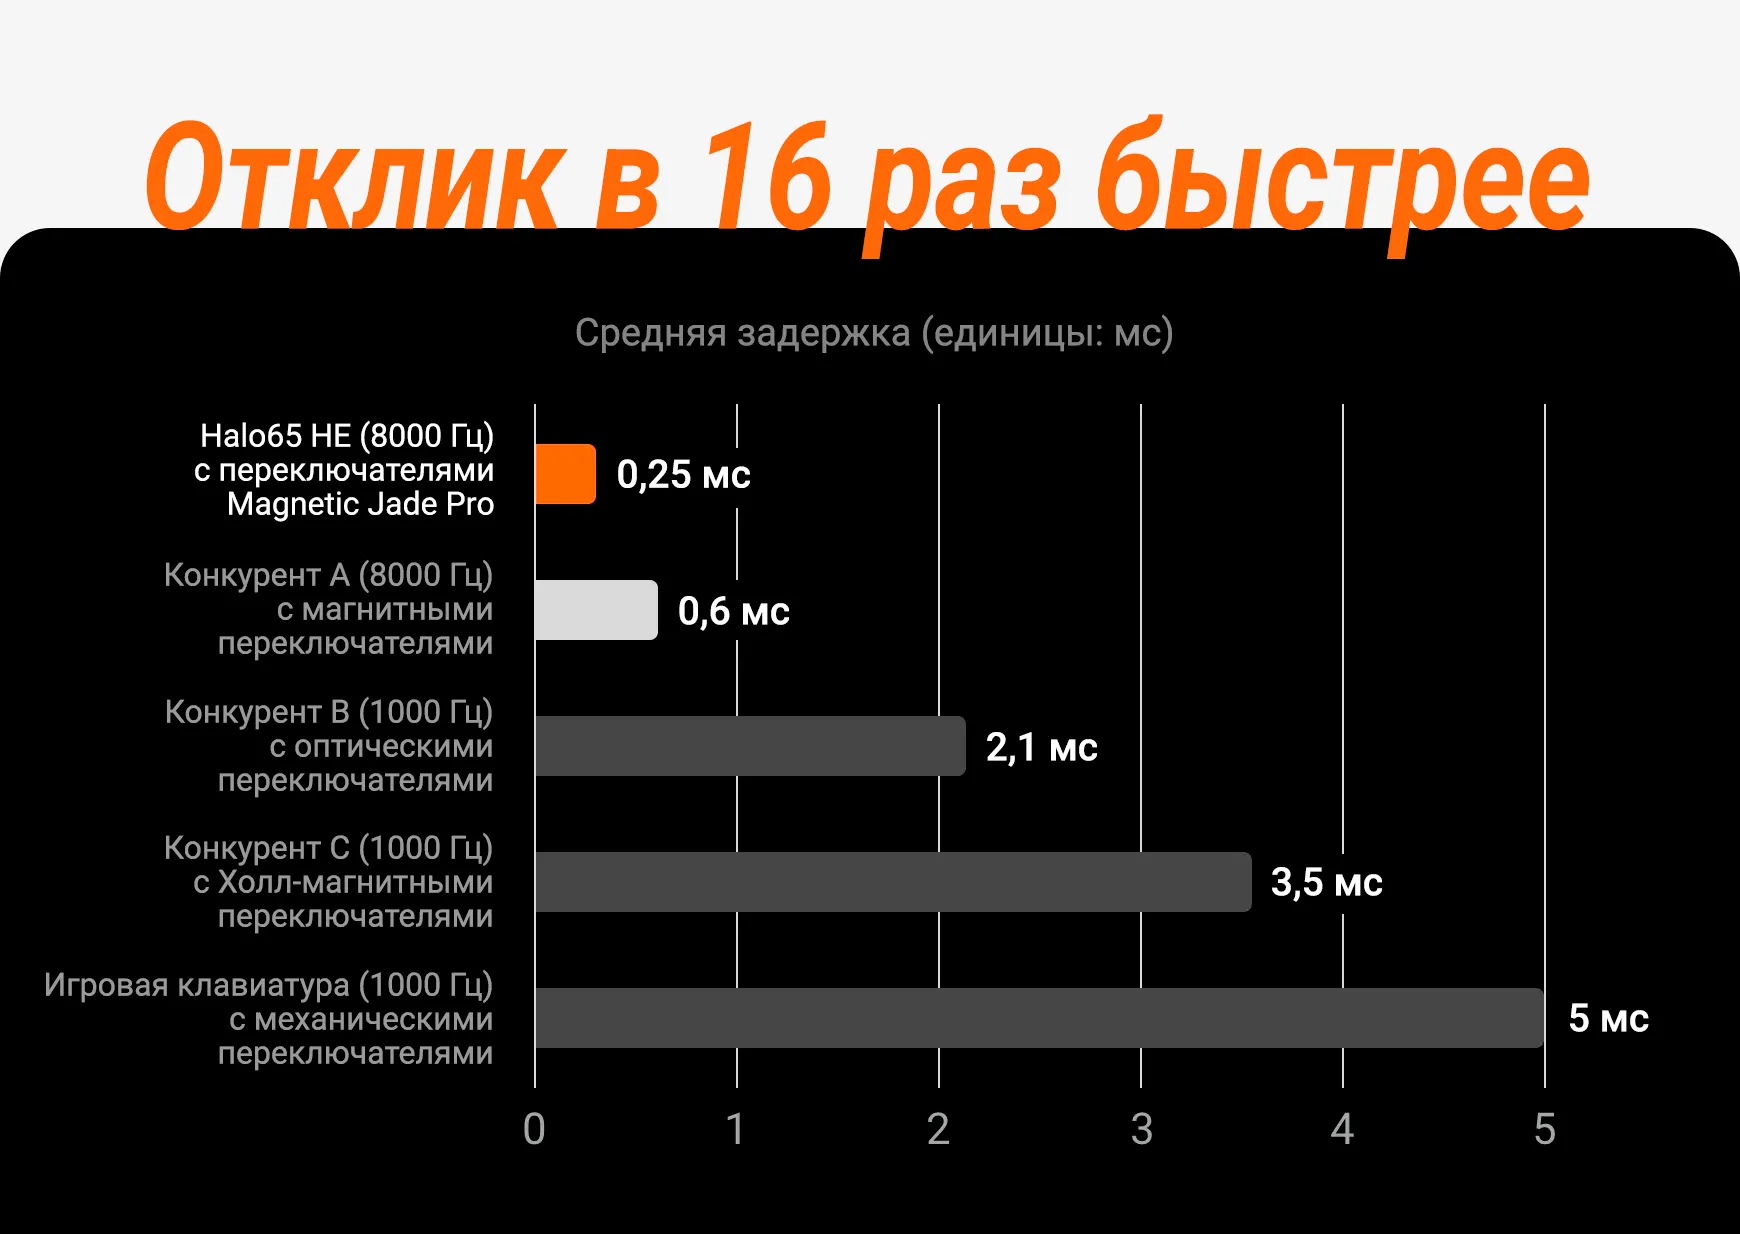 Отклик в 16 раз быстрее
Средняя задержка (единицы: мс)
Halo65 HE (8000 Гц)
с переключателями
Magnetic Jade Pro
0,25 мс
Конкурент A (8000 Гц)
с магнитными
переключателями
0,6 мс
Конкурент B (1000 Гц)
с оптическими
переключателями
2,1 мс
Конкурент C (1000 Гц)
с Холл-магнитными
переключателями
3,5 мс
Игровая клавиатура (1000 Гц)
с механическими
переключателями
5 мс
0 1 2 3 4 5